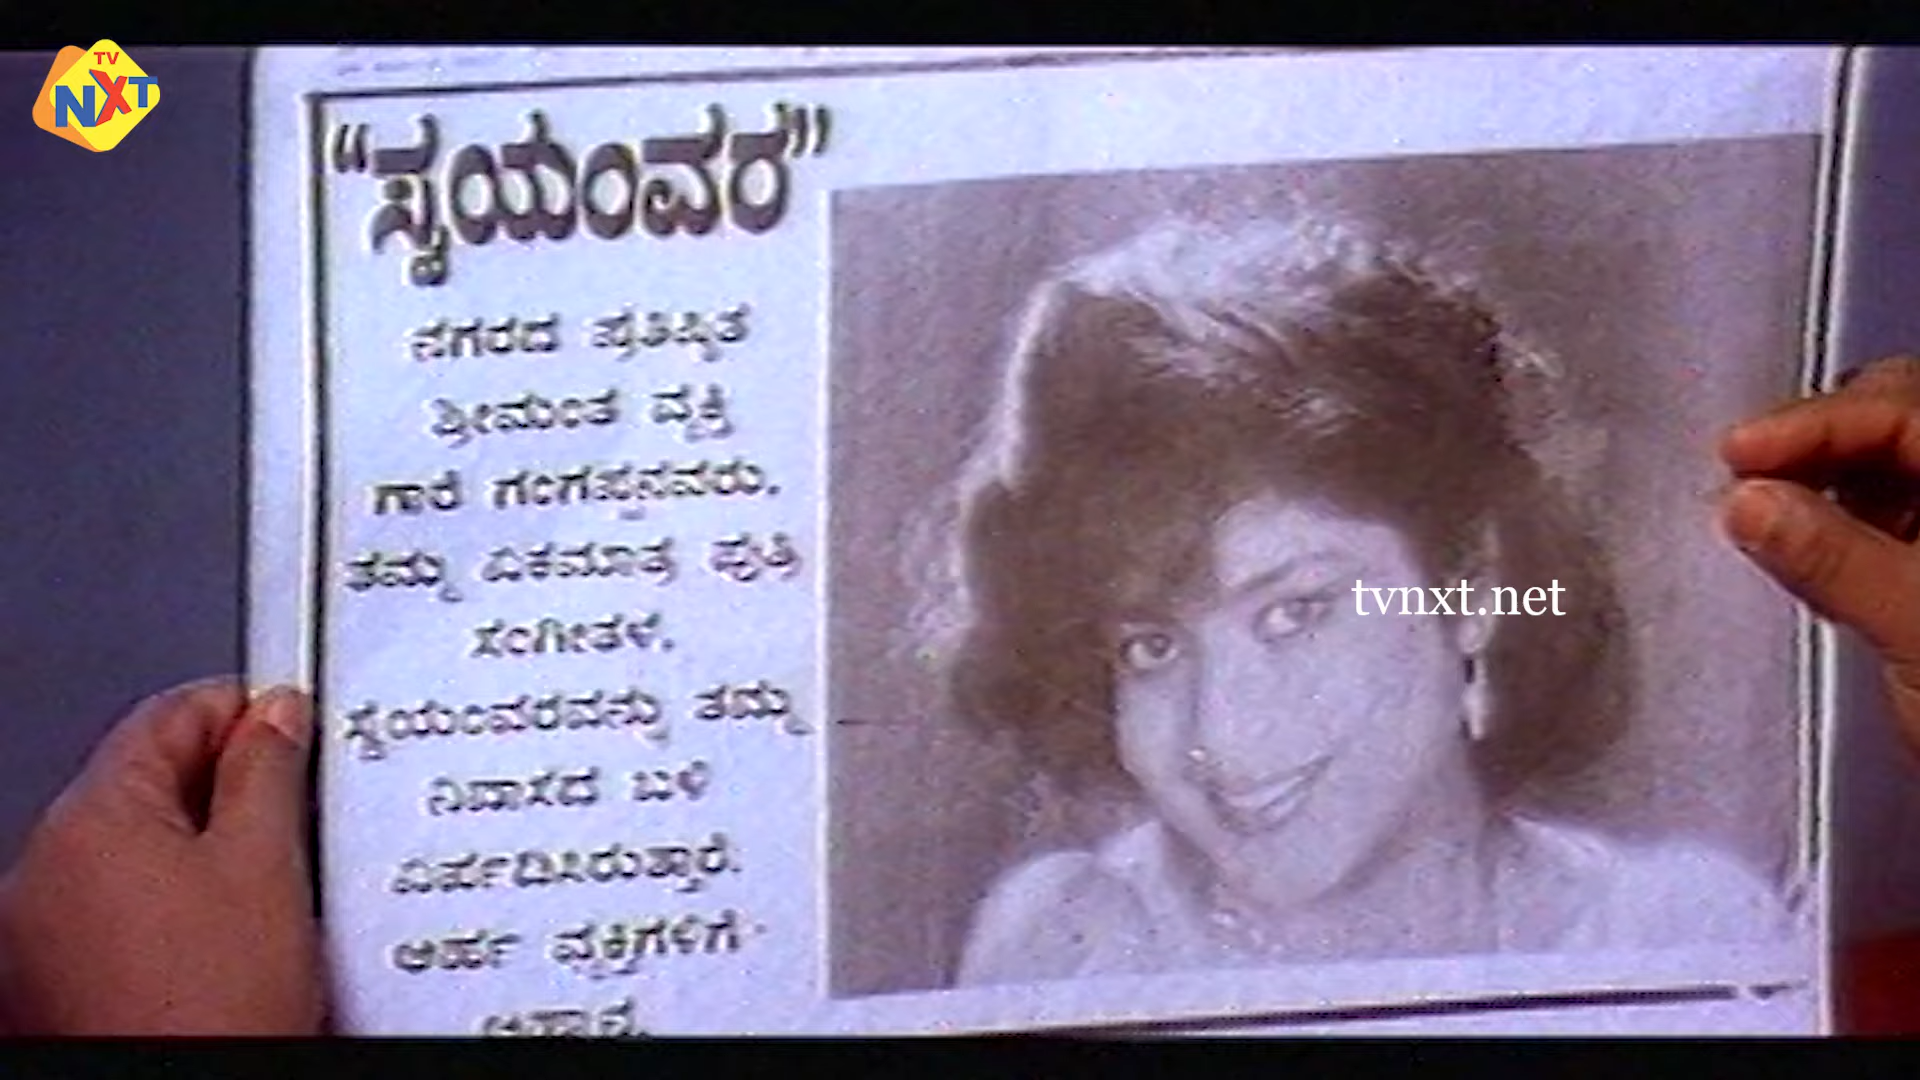 TV
NXT
“ಸ್ವಯಂವರ”
ನಗರದ ಪ್ರತಿಷ್ಠಿತ
ಶ್ರೀಮಂತ ವ್ಯಕ್ತಿ
ಗಾರೆ ಗಂಗಪ್ಪನವರು.
ತಮ್ಮ ಏಕಮಾತ್ರ ಪುತ್ರಿ
ಸಂಗೀತಳ.
ಸ್ವಯಂವರವನ್ನು ತಮ್ಮ
ನಿವಾಸದ ಬಳಿ
ಏರ್ಪಡಿಸಿರುತ್ತಾರೆ.
ಅರ್ಹ ವ್ಯಕ್ತಿಗಳಿಗೆ
ಆಹ್ವಾನ.
tvnxt.net